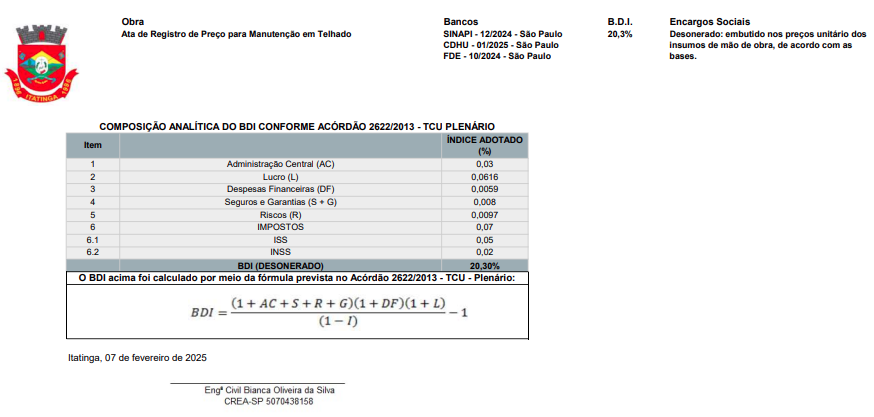 Obra
Ata de Registro de Preço para Manutenção em Telhado
Bancos
SINAPI - 12/2024 - São Paulo
CDHU - 01/2025 - São Paulo
FDE - 10/2024 - São Paulo
B.D.I.
20,3%
Encargos Sociais
Desonerado: embutido nos preços unitário dos
insumos de mão de obra, de acordo com as
bases.
ITATINGA
1896 1896
COMPOSIÇÃO ANALÍTICA DO BDI CONFORME ACÓRDÃO 2622/2013 - TCU PLENÁRIO
Item ÍNDICE ADOTADO
(%)
1 Administração Central (AC) 0,03
2 Lucro (L) 0,0616
3 Despesas Financeiras (DF) 0,0059
4 Seguros e Garantias (S + G) 0,008
5 Riscos (R) 0,0097
6 IMPOSTOS 0,07
6.1 ISS 0,05
6.2 INSS 0,02
BDI (DESONERADO) 20,30%
O BDI acima foi calculado por meio da fórmula prevista no Acórdão 2622/2013 - TCU - Plenário:
BDI = (1 + AC + S + R + G)(1 + DF)(1 + L) / (1 − I) − 1
Itatinga, 07 de fevereiro de 2025
Engª Civil Bianca Oliveira da Silva
CREA-SP 5070438158